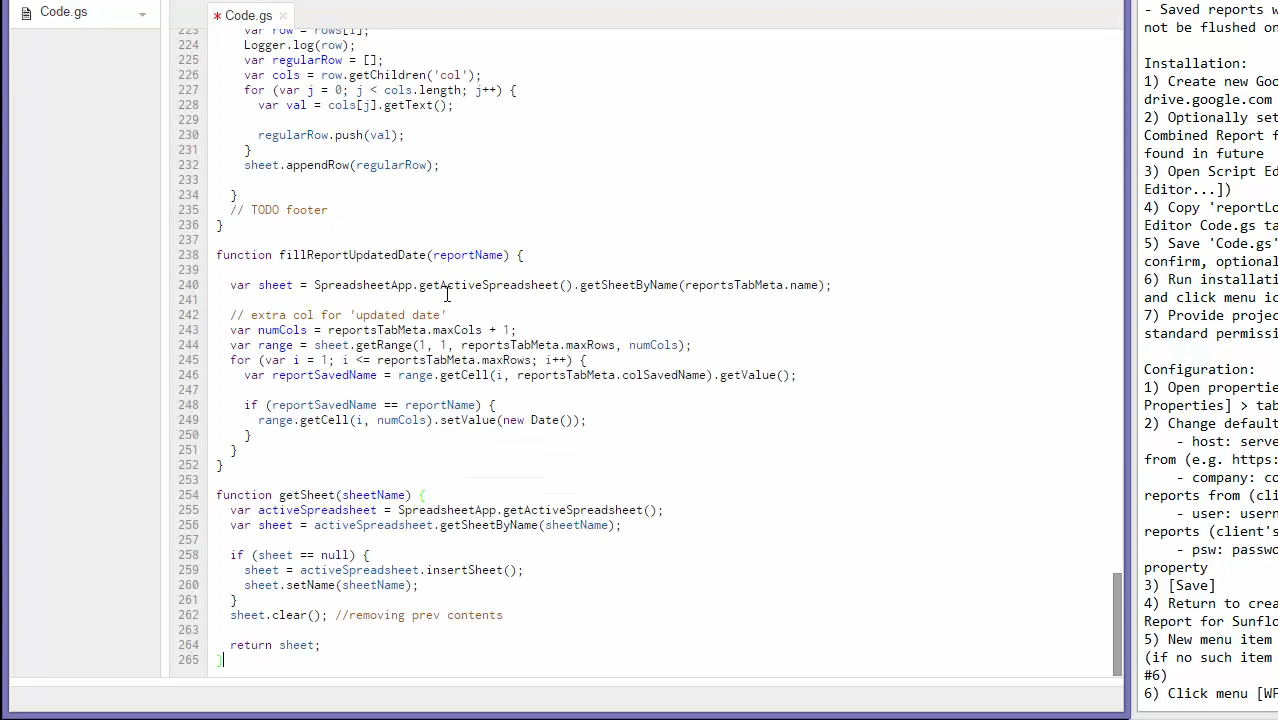 Code.gs
* Code.gs ×
223 var row = rows[i];
224 Logger.log(row);
225 var regularRow = [];
226 var cols = row.getChildren('col');
227 for (var j = 0; j < cols.length; j++) {
228 var val = cols[j].getText();
229
230 regularRow.push(val);
231 }
232 sheet.appendRow(regularRow);
233
234 }
235 // TODO footer
236 }
237
238 function fillReportUpdatedDate(reportName) {
239
240 var sheet = SpreadsheetApp.getActiveSpreadsheet().getSheetByName(reportsTabMeta.name);
241
242 // extra col for 'updated date'
243 var numCols = reportsTabMeta.maxCols + 1;
244 var range = sheet.getRange(1, 1, reportsTabMeta.maxRows, numCols);
245 for (var i = 1; i <= reportsTabMeta.maxRows; i++) {
246 var reportSavedName = range.getCell(i, reportsTabMeta.colSavedName).getValue();
247
248 if (reportSavedName == reportName) {
249 range.getCell(i, numCols).setValue(new Date());
250 }
251 }
252 }
253
254 function getSheet(sheetName) {
255 var activeSpreadsheet = SpreadsheetApp.getActiveSpreadsheet();
256 var sheet = activeSpreadsheet.getSheetByName(sheetName);
257
258 if (sheet == null) {
259 sheet = activeSpreadsheet.insertSheet();
260 sheet.setName(sheetName);
261 }
262 sheet.clear(); //removing prev contents
263
264 return sheet;
265 }
- Saved reports w
not be flushed on
Installation:
1) Create new Goo
drive.google.com
2) Optionally set
Combined Report f
found in future
3) Open Script Ed
Editor...])
4) Copy 'reportLo
Editor Code.gs ta
5) Save 'Code.gs'
confirm, optional
6) Run installati
and click menu ic
7) Provide projec
standard permissi
Configuration:
1) Open propertie
Properties] > tab
2) Change default
- host: serve
from (e.g. https:
- company: co
reports from (cli
- user: usern
reports (client's
- psw: passwo
property
3) [Save]
4) Return to crea
Report for Sunflo
5) New menu item
(if no such item
#6)
6) Click menu [WF